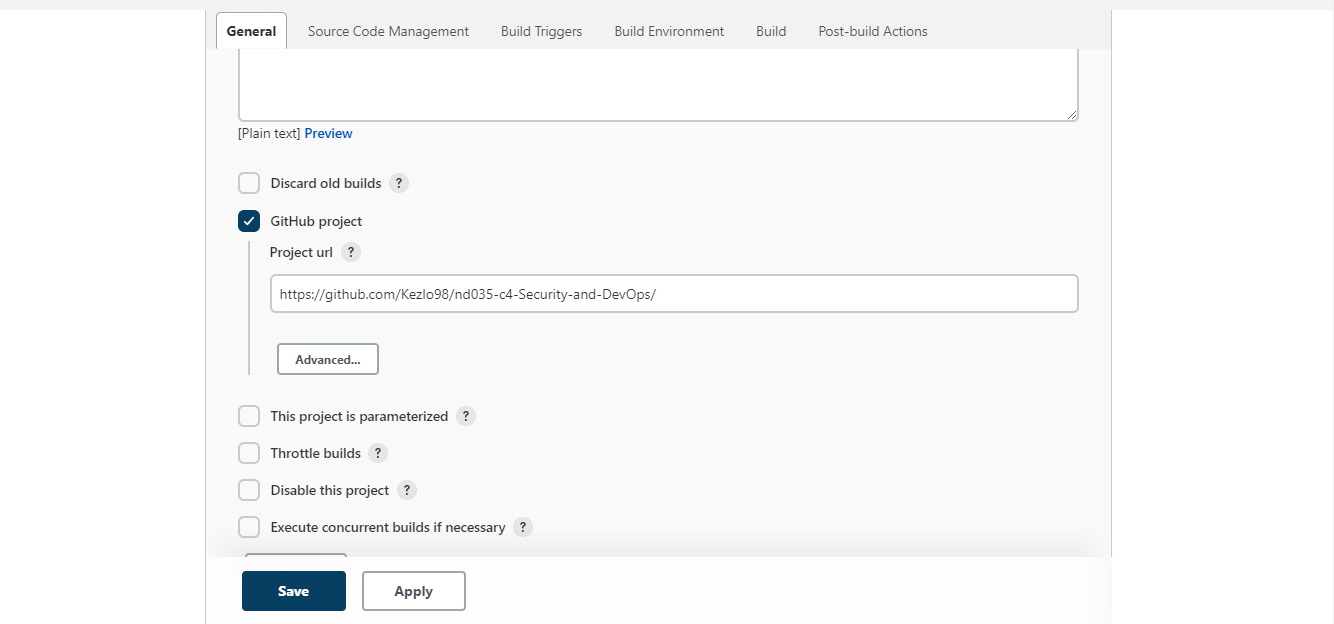 General Source Code Management Build Triggers Build Environment Build Post-build Actions
[Plain text] Preview
Discard old builds ?
GitHub project
Project url ?
https://github.com/Kezlo98/nd035-c4-Security-and-DevOps/
Advanced...
This project is parameterized ?
Throttle builds ?
Disable this project ?
Execute concurrent builds if necessary ?
Save Apply